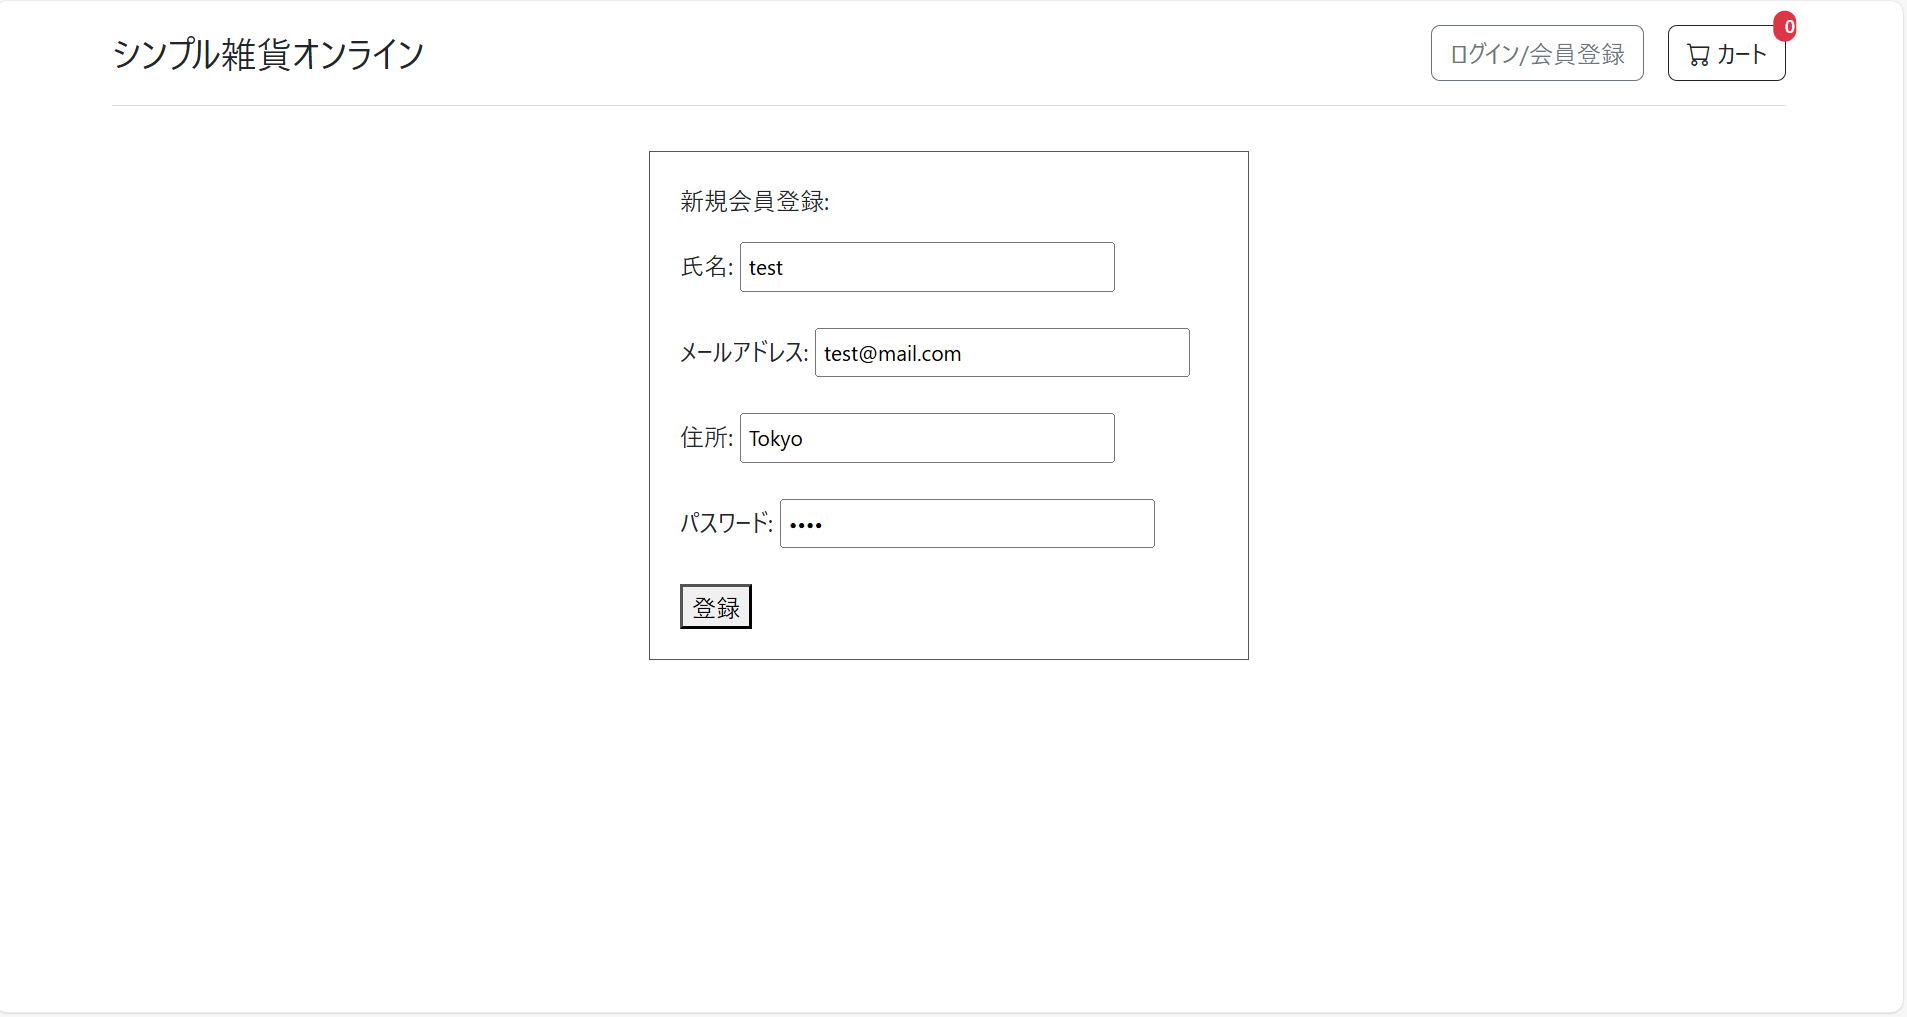 シンプル雑貨オンライン
ログイン/会員登録
カート
0
新規会員登録:
氏名: test
メールアドレス: test@mail.com
住所: Tokyo
パスワード: ••••
登録